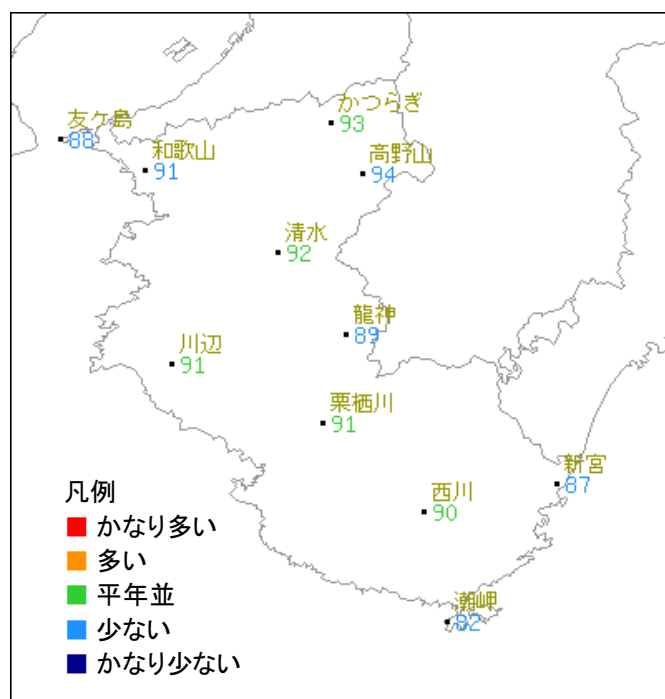 かつらぎ
93
友ケ島
88
和歌山
91
高野山
94
清水
92
龍神
89
川辺
91
栗栖川
91
新宮
87
西川
90
潮岬
82
凡例
かなり多い
多い
平年並
少ない
かなり少ない